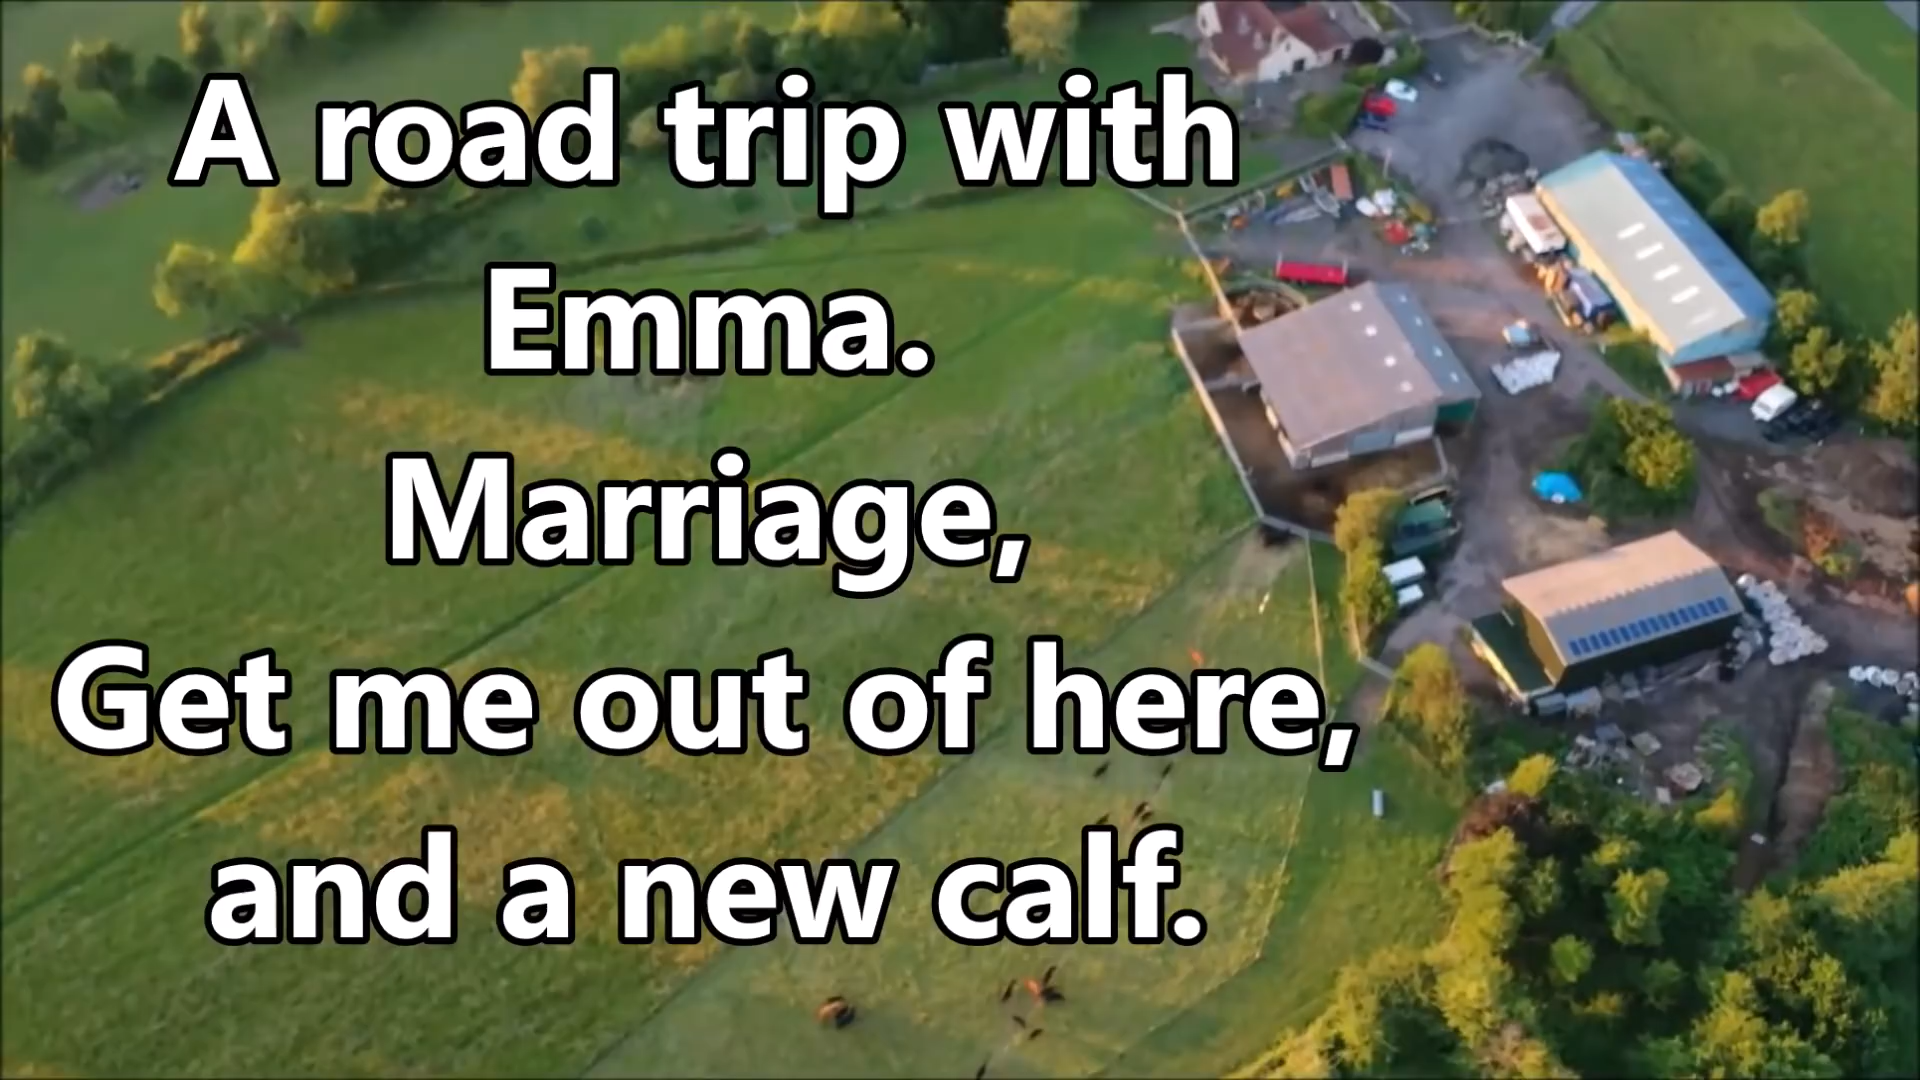 A road trip with
Emma.
Marriage,
Get me out of here,
and a new calf.